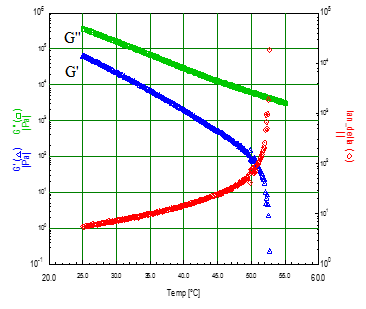 10^6
10^5
10^4
10^3
10^2
10^1
10^0
10^-1
G" (□)
[Pa]
G' (△)
[Pa]
G"
G'
10^5
10^4
10^3
10^2
10^1
10^0
tan_delta (◇)
[]
20.0 25.0 30.0 35.0 40.0 45.0 50.0 55.0 60.0
Temp [°C]